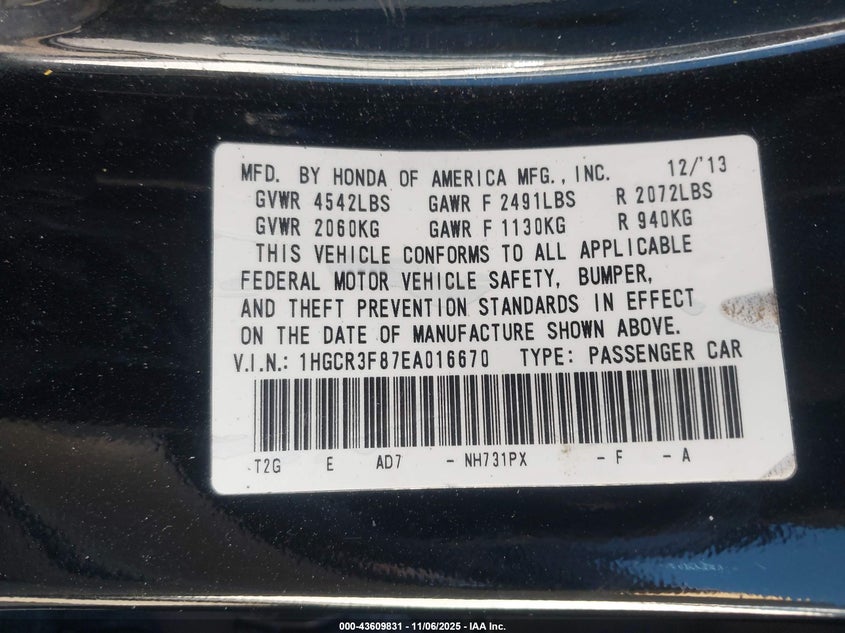 MFD. BY HONDA OF AMERICA MFG., INC. 12/'13
GVWR 4542LBS GAWR F 2491LBS R 2072LBS
GVWR 2060KG GAWR F 1130KG R 940KG
THIS VEHICLE CONFORMS TO ALL APPLICABLE
FEDERAL MOTOR VEHICLE SAFETY, BUMPER,
AND THEFT PREVENTION STANDARDS IN EFFECT
ON THE DATE OF MANUFACTURE SHOWN ABOVE.
V.I.N.: 1HGCR3F87EA016670 TYPE: PASSENGER CAR
T2G E AD7 - NH731PX - F - A
000-43609831 - 11/06/2025 - IAA Inc.